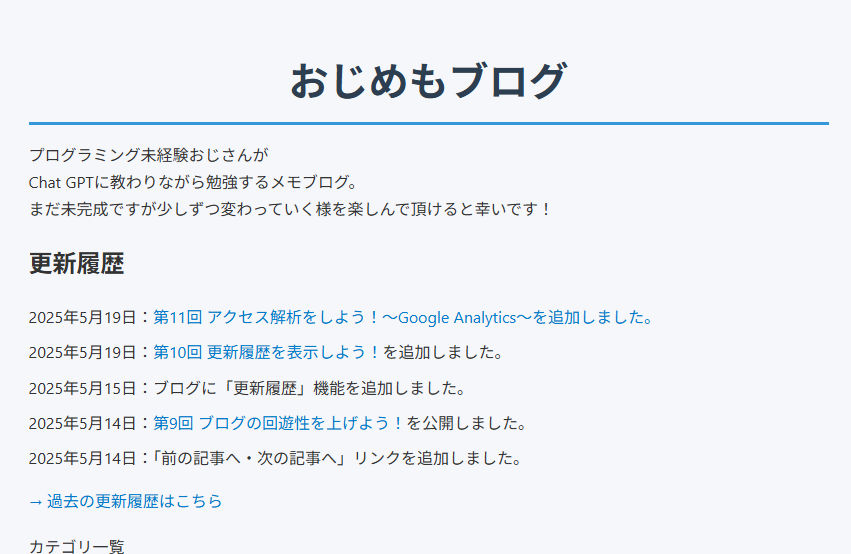 おじめもブログ
プログラミング未経験おじさんが
Chat GPTに教わりながら勉強するメモブログ。
まだ未完成ですが少しずつ変わっていく様を楽しんで頂けると幸いです！
更新履歴
2025年5月19日：第11回 アクセス解析をしよう！～Google Analytics～を追加しました。
2025年5月19日：第10回 更新履歴を表示しよう！を追加しました。
2025年5月15日：ブログに「更新履歴」機能を追加しました。
2025年5月14日：第9回 ブログの回遊性を上げよう！を公開しました。
2025年5月14日：「前の記事へ・次の記事へ」リンクを追加しました。
→ 過去の更新履歴はこちら
カテゴリ一覧